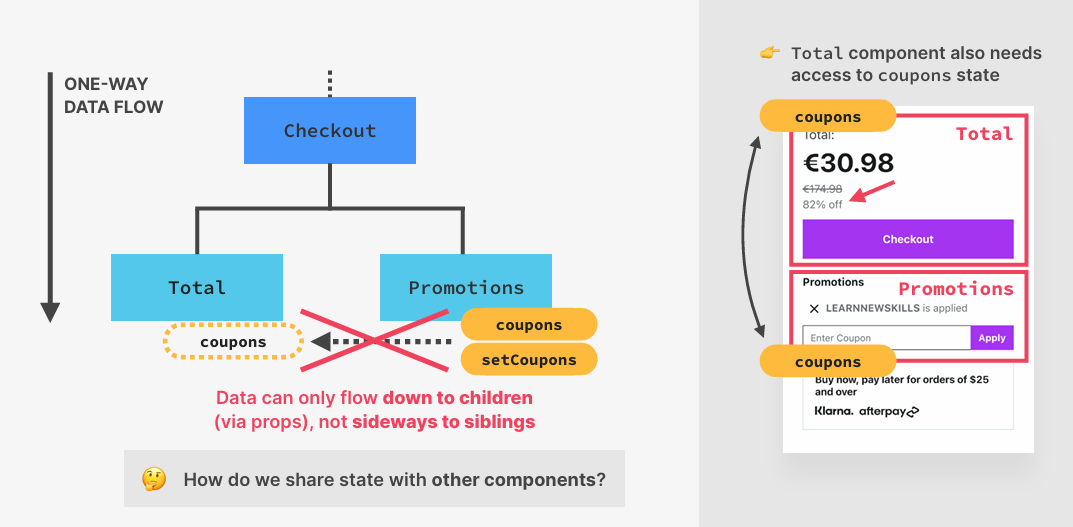 ONE-WAY
DATA FLOW
Checkout
Total
Promotions
coupons
coupons
setCoupons
Data can only flow down to children
(via props), not sideways to siblings
🤔 How do we share state with other components?
👉 Total component also needs
access to coupons state
coupons
Total:
Total
€30.98
€174.98
82% off
Checkout
Promotions
Promotions
✕ LEARNNEWSKILLS is applied
Enter Coupon
Apply
coupons
Buy now, pay later for orders of $25
and over
Klarna. afterpay